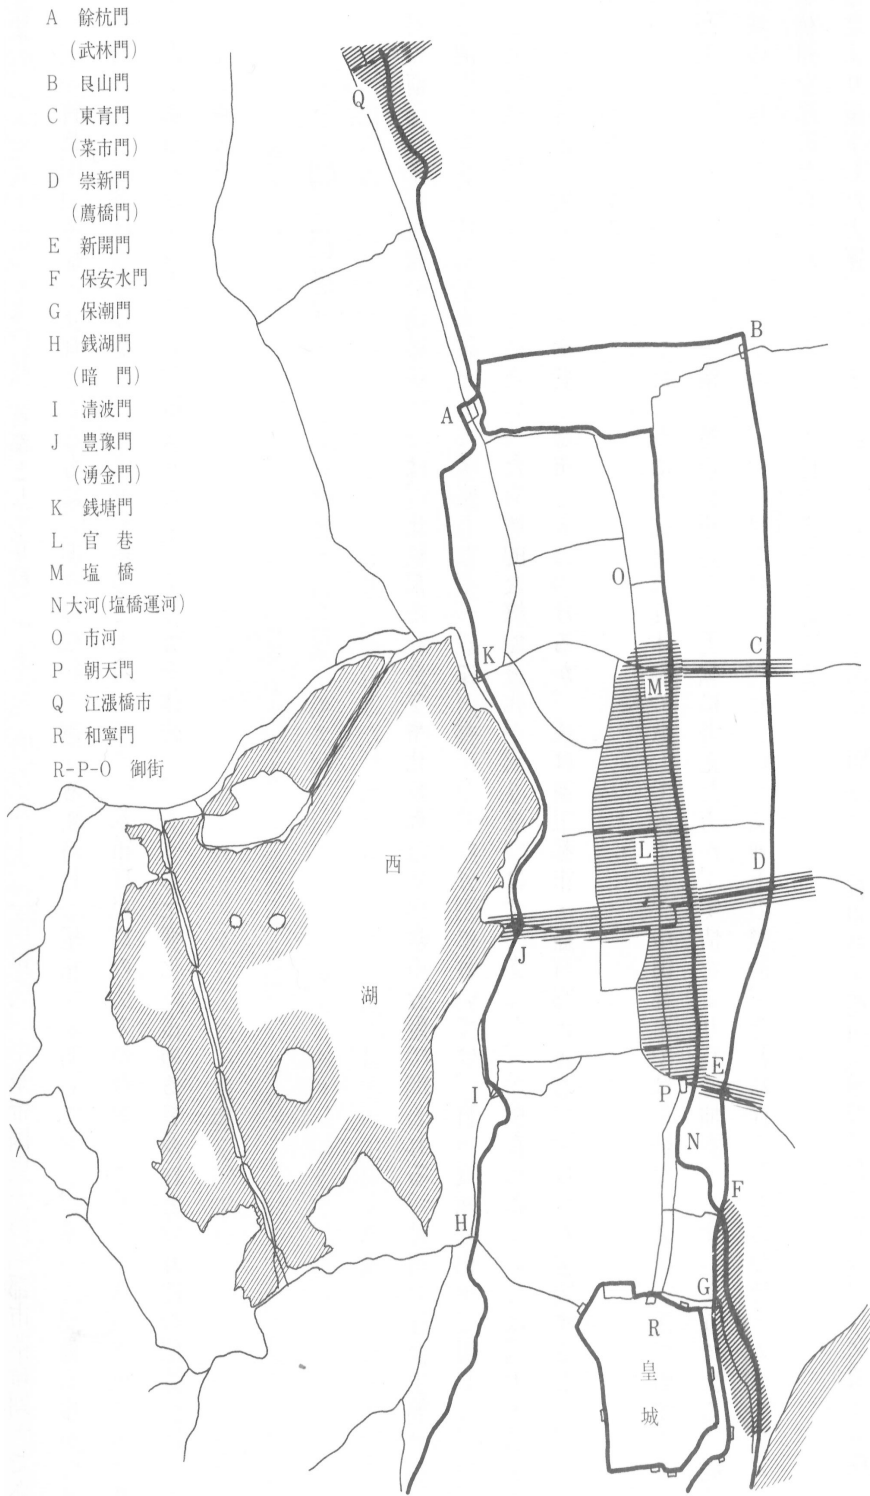 A 餘杭門
(武林門)
B 艮山門
C 東青門
(菜市門)
D 崇新門
(薦橋門)
E 新開門
F 保安水門
G 保潮門
H 銭湖門
(暗 門)
I 清波門
J 豊豫門
(湧金門)
K 銭塘門
L 官 巷
M 塩 橋
N 大河(塩橋運河)
O 市河
P 朝天門
Q 江漲橋市
R 和寧門
R-P-O 御街
Q
B
A
O
K
C
M
西
L
D
J
湖
I
P
E
N
F
H
G
R
皇
城